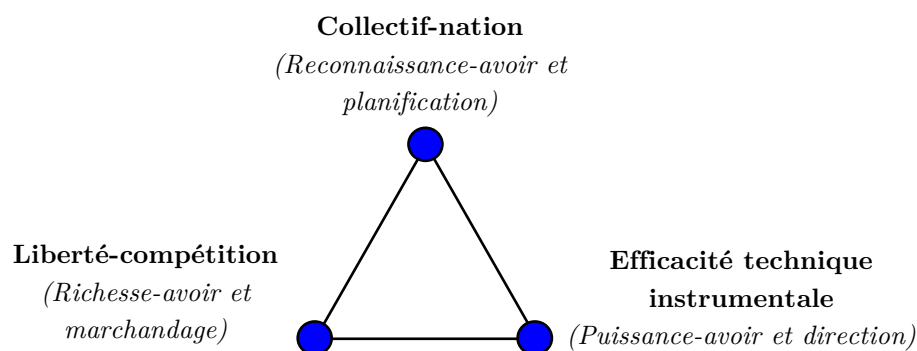 Collectif-nation
(Reconnaissance-avoir et
planification)
Liberté-compétition
(Richesse-avoir et
marchandage)
Efficacité technique
instrumentale
(Puissance-avoir et direction)